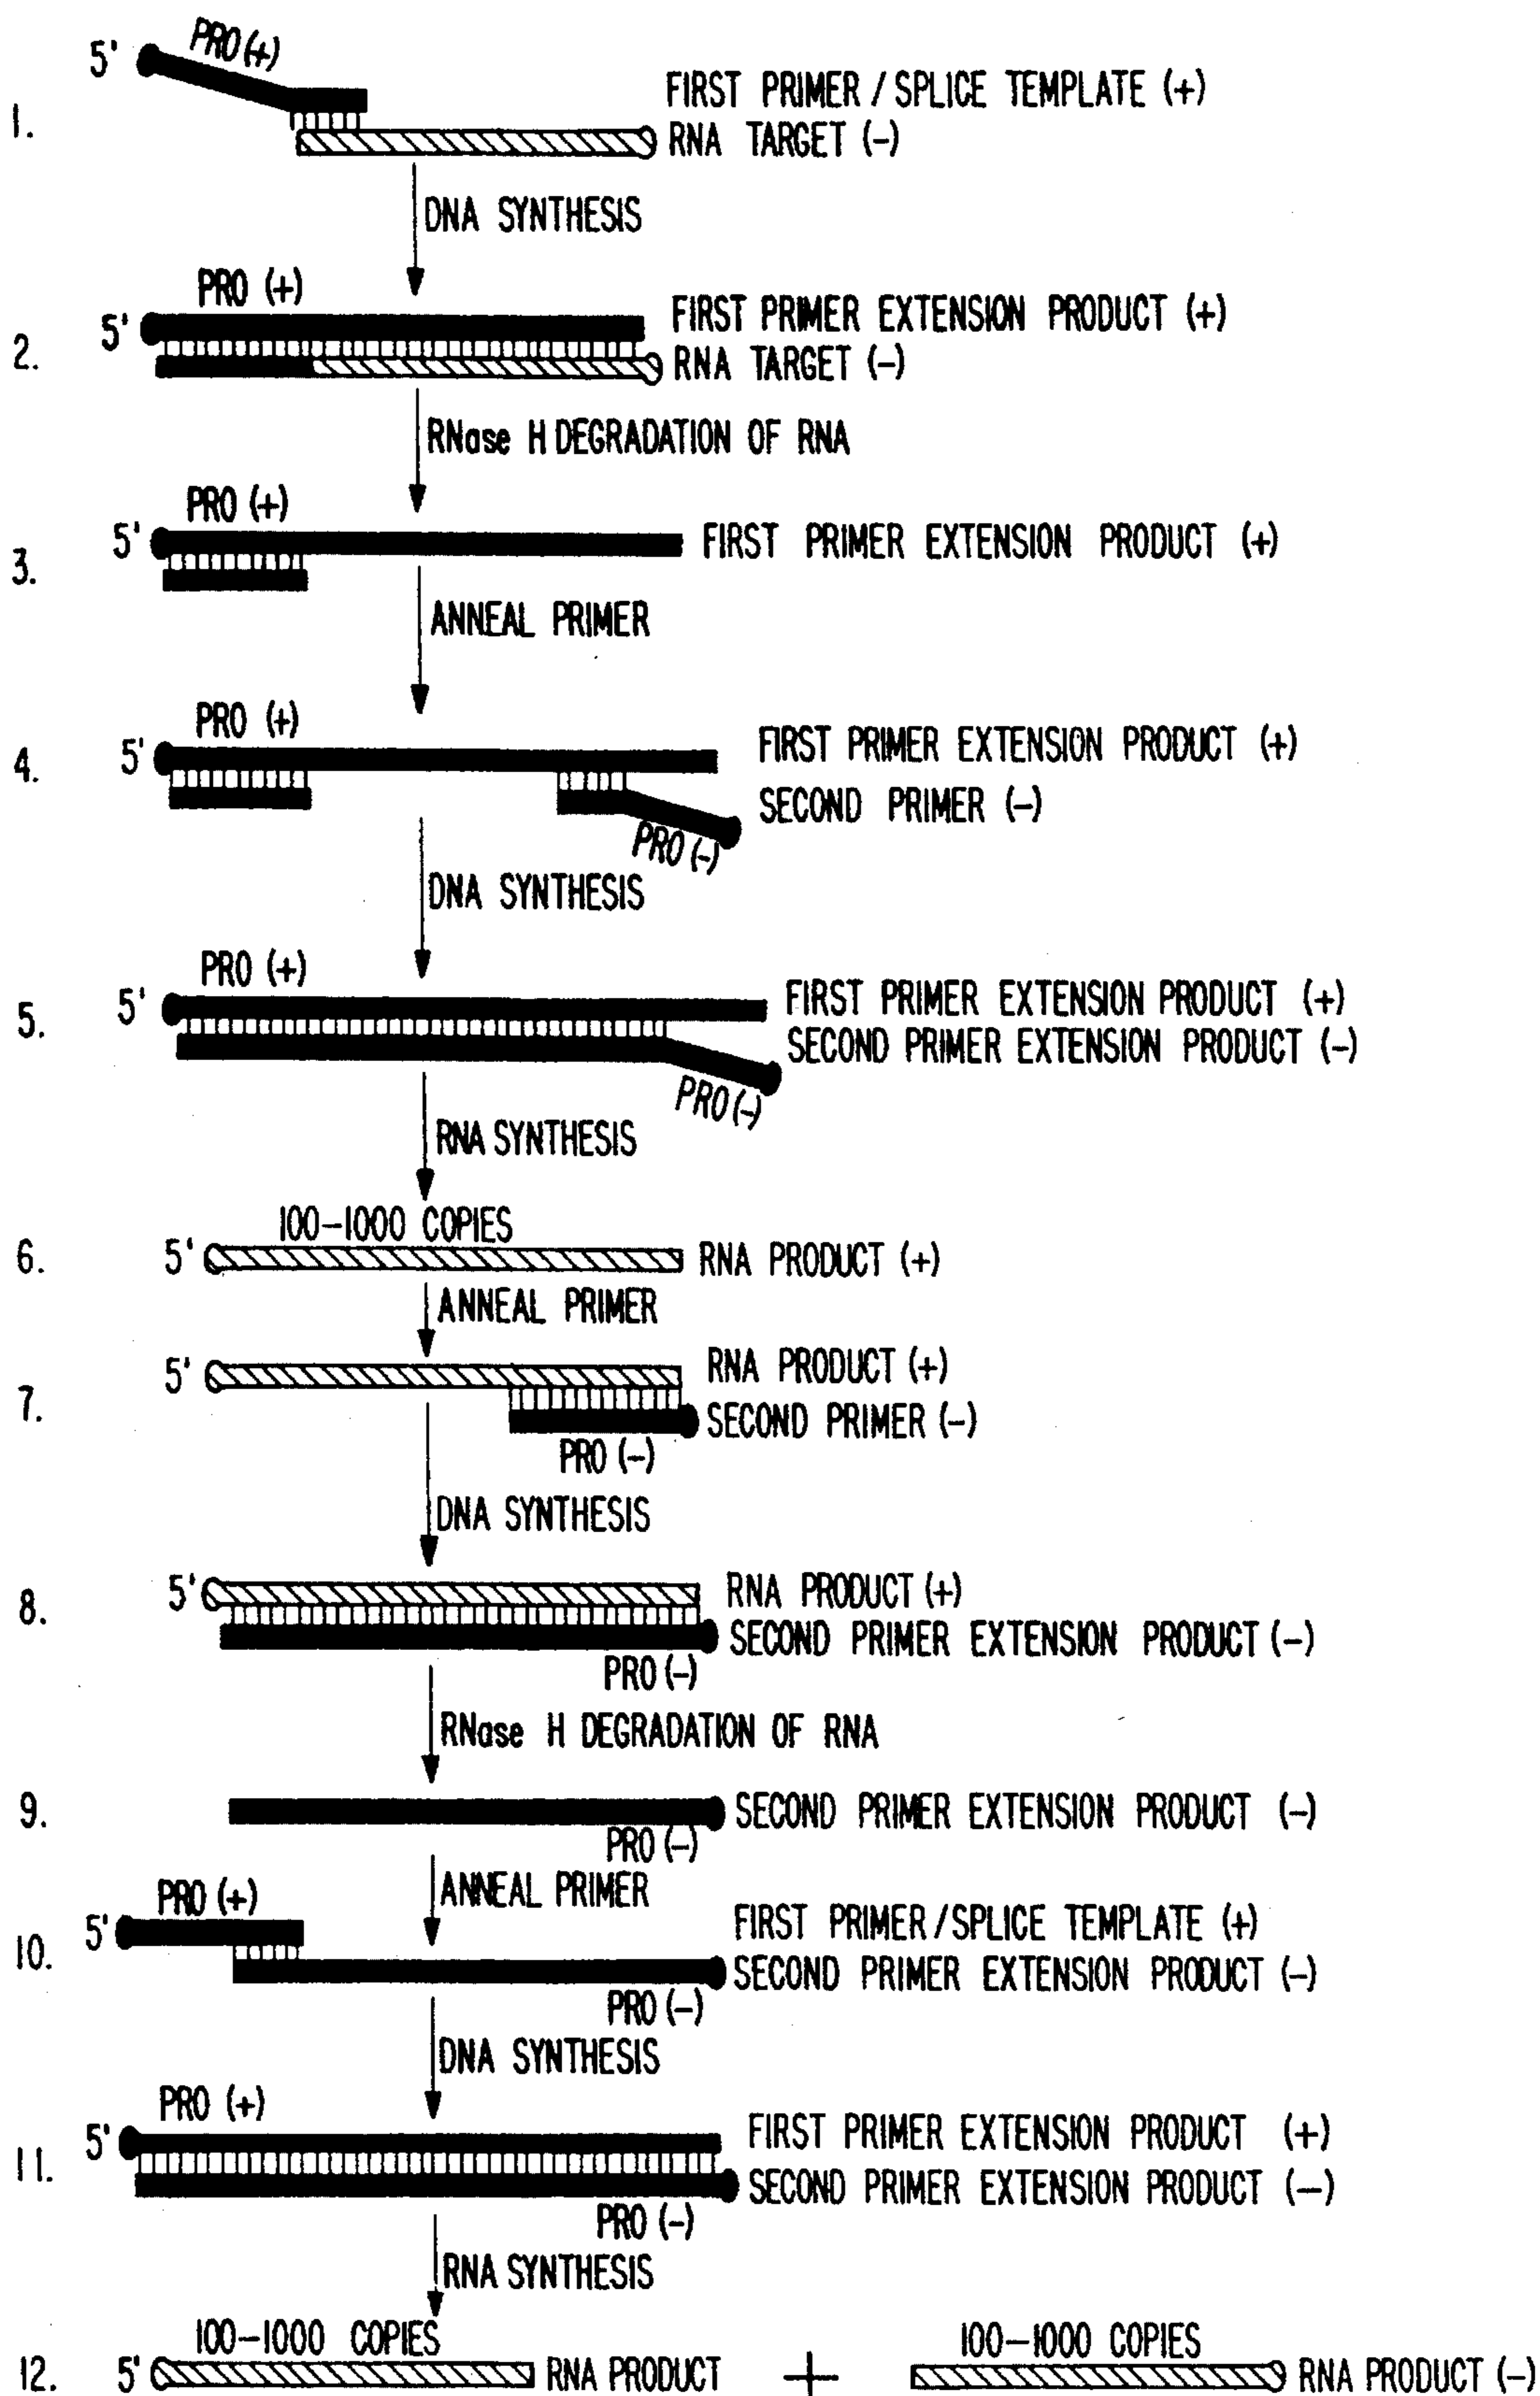 PRO (+)
5'
1.
FIRST PRIMER / SPLICE TEMPLATE (+)
RNA TARGET (–)
DNA SYNTHESIS
PRO (+)
5'
2.
FIRST PRIMER EXTENSION PRODUCT (+)
RNA TARGET (–)
RNase H DEGRADATION OF RNA
PRO (+)
5'
3.
FIRST PRIMER EXTENSION PRODUCT (+)
ANNEAL PRIMER
PRO (+)
5'
4.
FIRST PRIMER EXTENSION PRODUCT (+)
SECOND PRIMER (–)
PRO (–)
DNA SYNTHESIS
PRO (+)
5'
5.
FIRST PRIMER EXTENSION PRODUCT (+)
SECOND PRIMER EXTENSION PRODUCT (–)
PRO (–)
RNA SYNTHESIS
100–1000 COPIES
6.
5'
RNA PRODUCT (+)
ANNEAL PRIMER
5'
7.
RNA PRODUCT (+)
SECOND PRIMER (–)
PRO (–)
DNA SYNTHESIS
8.
5'
RNA PRODUCT (+)
SECOND PRIMER EXTENSION PRODUCT (–)
PRO (–)
RNase H DEGRADATION OF RNA
9.
SECOND PRIMER EXTENSION PRODUCT (–)
PRO (–)
ANNEAL PRIMER
PRO (+)
5'
10.
FIRST PRIMER/SPLICE TEMPLATE (+)
SECOND PRIMER EXTENSION PRODUCT (–)
PRO (–)
DNA SYNTHESIS
PRO (+)
5'
11.
FIRST PRIMER EXTENSION PRODUCT (+)
SECOND PRIMER EXTENSION PRODUCT (–)
PRO (–)
RNA SYNTHESIS
100–1000 COPIES
100–1000 COPIES
12.
5'
RNA PRODUCT
+
RNA PRODUCT (–)